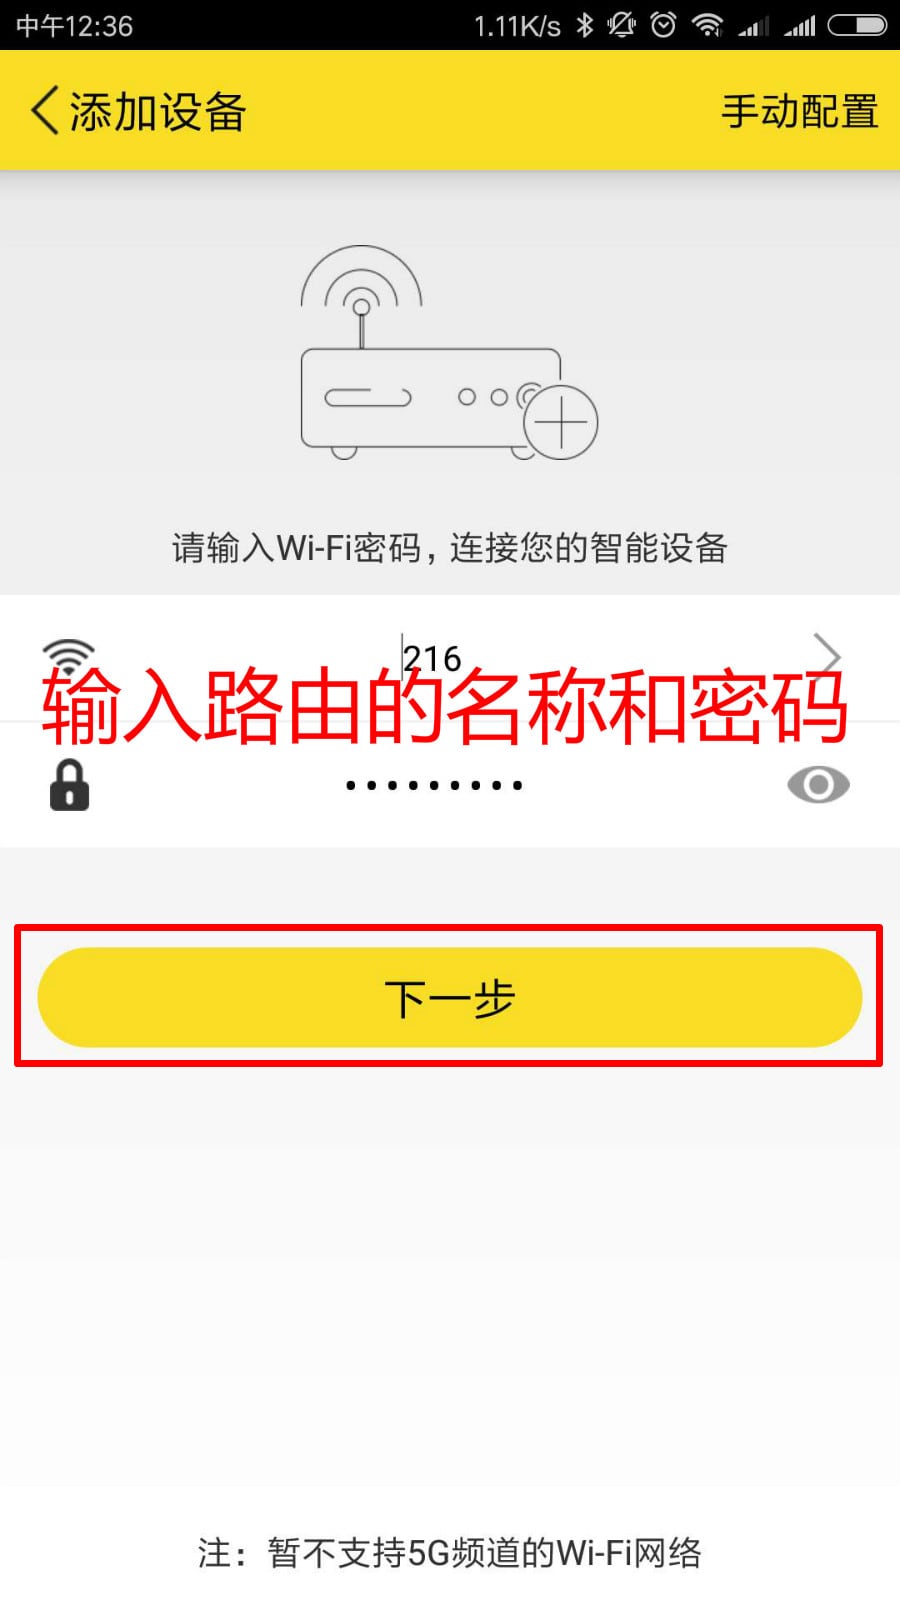 中午12:36 1.11K/s
添加设备 手动配置
请输入Wi-Fi密码，连接您的智能设备
216
输入路由的名称和密码
•••••••••
下一步
注：暂不支持5G频道的Wi-Fi网络